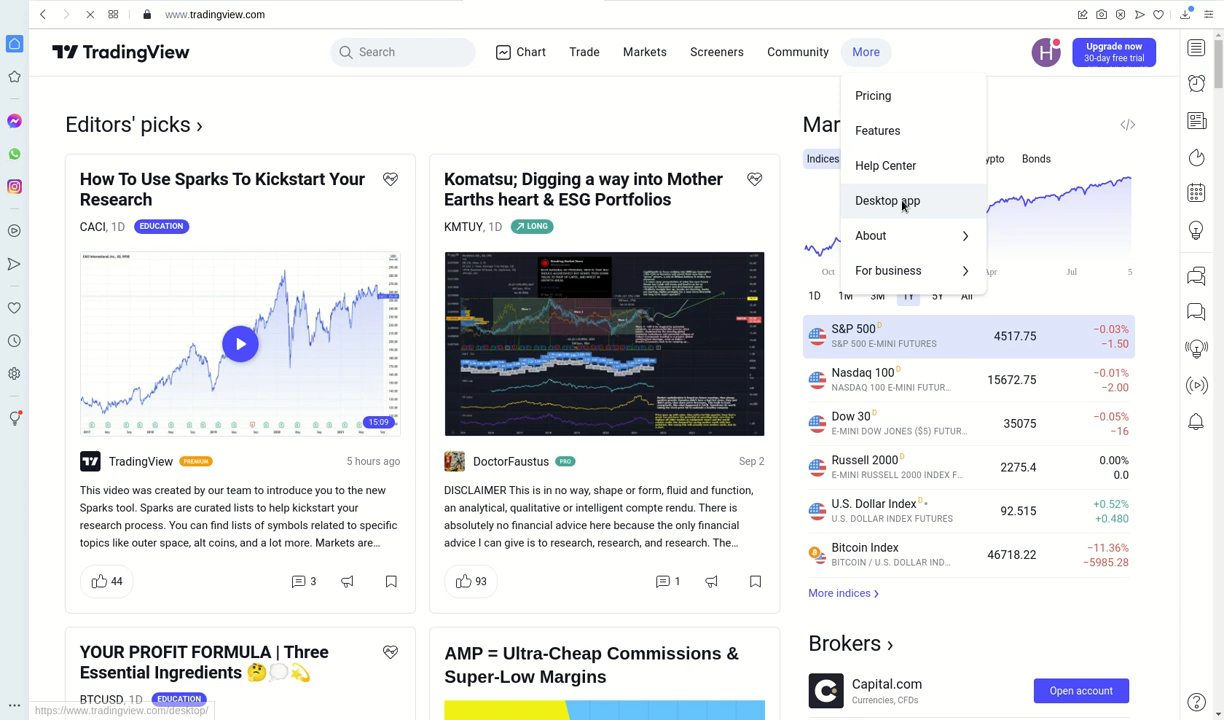 www.tradingview.com
TradingView
Search
Chart
Trade
Markets
Screeners
Community
More
H
Upgrade now
30-day free trial
Pricing
Features
Help Center
Desktop app
About
For business
Editors' picks ›
How To Use Sparks To Kickstart Your
Research
CACI, 1D EDUCATION
15:09
TradingView PREMIUM 5 hours ago
This video was created by our team to introduce you to the new
Sparks tool. Sparks are curated lists to help kickstart your
research process. You can find lists of symbols related to specific
topics like outer space, alt coins, and a lot more. Markets are…
44 3
Komatsu; Digging a way into Mother
Earths heart & ESG Portfolios
KMTUY, 1D LONG
DoctorFaustus PRO Sep 2
DISCLAIMER This is in no way, shape or form, fluid and function,
an analytical, qualitative or intelligent compte rendu. There is
absolutely no financial advice here because the only financial
advice I can give is to research, research, and research. The…
93 1
YOUR PROFIT FORMULA | Three
Essential Ingredients 🤔💭💫
BTCUSD, 1D EDUCATION
AMP = Ultra-Cheap Commissions &
Super-Low Margins
Mar
</>
Indices ypto Bonds
Oct Apr Jul 5
1D 1M 3M 1Y 5Y All
S&P 500 D 4517.75 −0.03%
S&P 500 E-MINI FUTURES −1.50
Nasdaq 100 D 15672.75 −0.01%
NASDAQ 100 E-MINI FUTUR… −2.00
Dow 30 D 35075 −0.05%
E-MINI DOW JONES ($5) FUTUR… −16
Russell 2000 D 2275.4 0.00%
E-MINI RUSSELL 2000 INDEX F… 0.0
U.S. Dollar Index D 92.515 +0.52%
U.S. DOLLAR INDEX FUTURES +0.480
Bitcoin Index 46718.22 −11.36%
BITCOIN / U.S. DOLLAR IND… −5985.28
More indices ›
Brokers ›
Capital.com
Currencies, CFDs
Open account
https://www.tradingview.com/desktop/